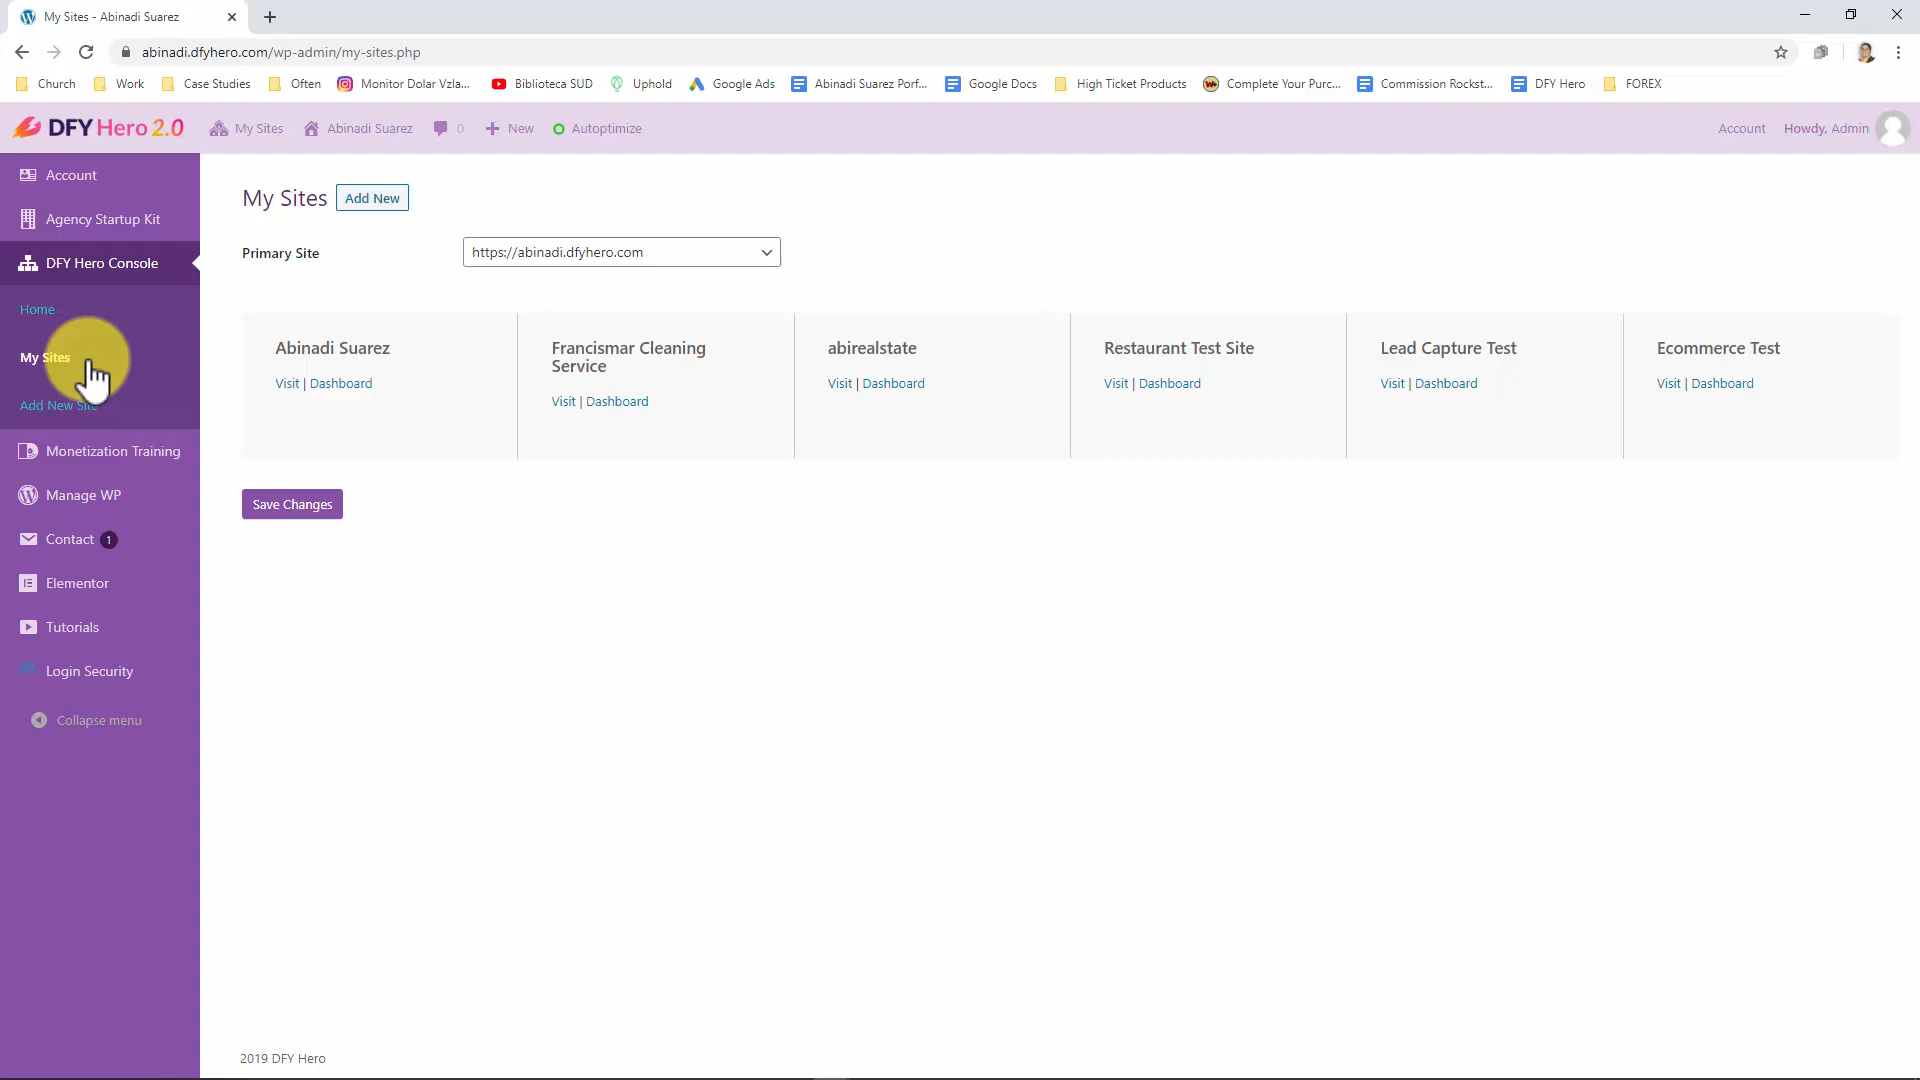 My Sites - Abinadi Suarez
abinadi.dfyhero.com/wp-admin/my-sites.php
Church Work Case Studies Often Monitor Dolar Vzla... Biblioteca SUD Uphold Google Ads Abinadi Suarez Porf... Google Docs High Ticket Products Complete Your Purc... Commission Rockst... DFY Hero FOREX
DFY Hero 2.0 My Sites Abinadi Suarez 0 New Autoptimize Account Howdy, Admin
Account
Agency Startup Kit
DFY Hero Console
Home
My Sites
Add New Site
Monetization Training
Manage WP
Contact 1
Elementor
Tutorials
Login Security
Collapse menu
My Sites Add New
Primary Site https://abinadi.dfyhero.com
Abinadi Suarez
Visit | Dashboard
Francismar Cleaning
Service
Visit | Dashboard
abirealstate
Visit | Dashboard
Restaurant Test Site
Visit | Dashboard
Lead Capture Test
Visit | Dashboard
Ecommerce Test
Visit | Dashboard
Save Changes
2019 DFY Hero